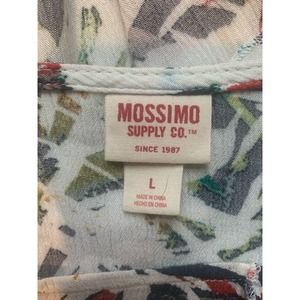 MOSSIMO
SUPPLY CO.™
SINCE 1987
L
MADE IN CHINA
HECHO EN CHINA